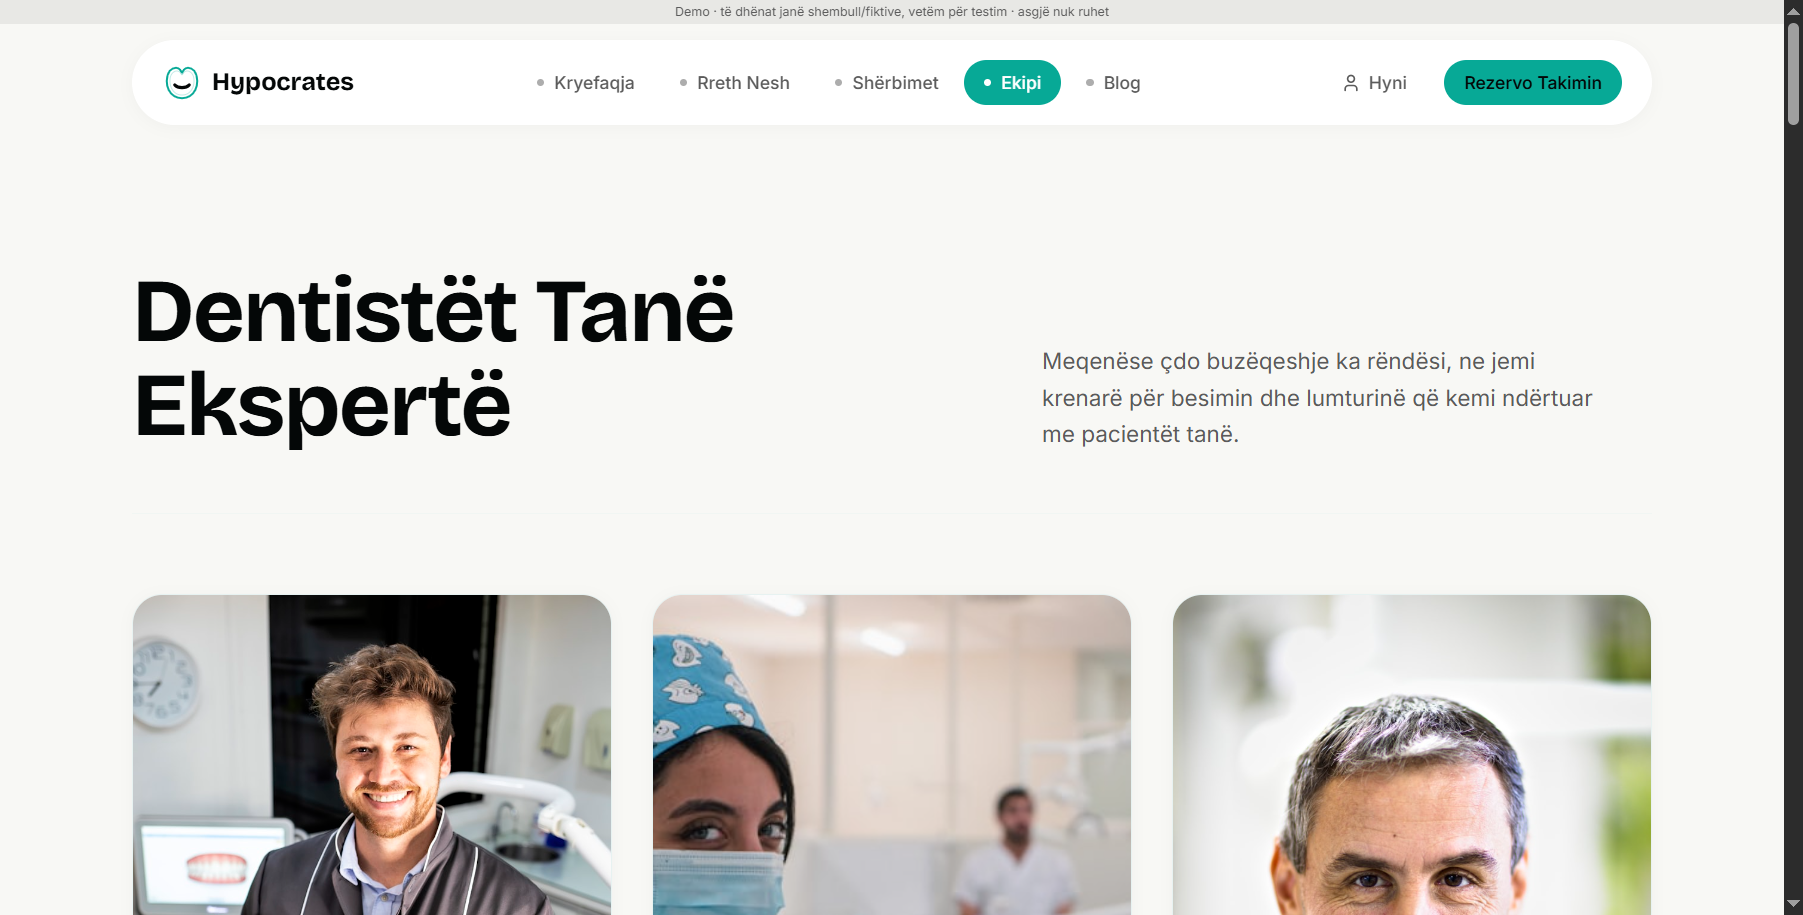 Demo · të dhënat janë shembull/fiktive, vetëm për testim · asgjë nuk ruhet
Hypocrates
Kryefaqja
Rreth Nesh
Shërbimet
Ekipi
Blog
Hyni
Rezervo Takimin
Dentistët Tanë
Ekspertë
Meqenëse çdo buzëqeshje ka rëndësi, ne jemi
krenarë për besimin dhe lumturinë që kemi ndërtuar
me pacientët tanë.